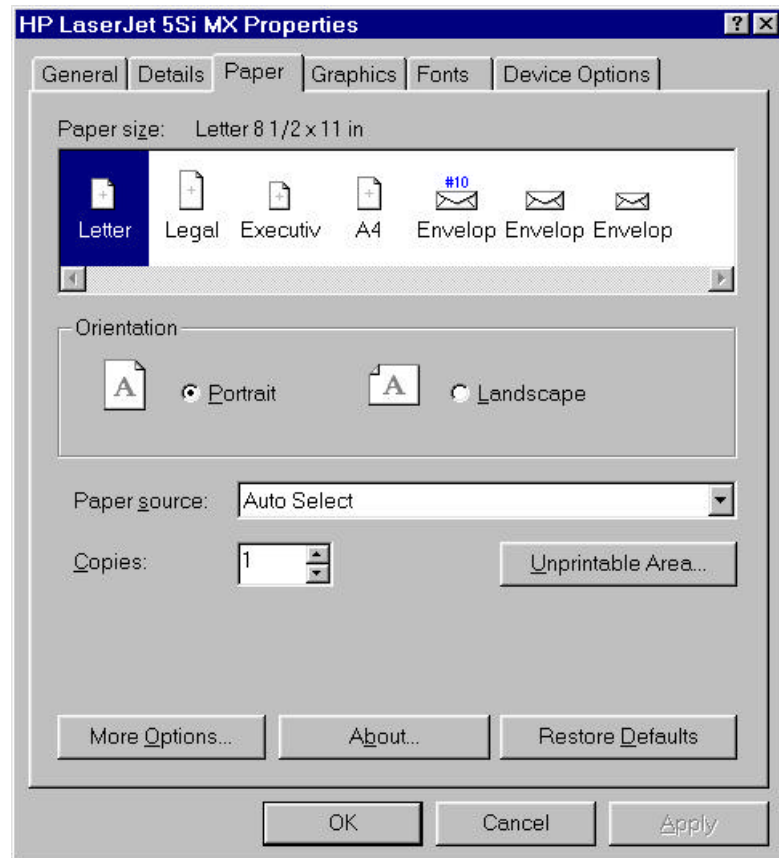 HP LaserJet 5Si MX Properties
General Details Paper Graphics Fonts Device Options
Paper size: Letter 8 1/2 x 11 in
#10
Letter Legal Executiv A4 Envelop Envelop Envelop
Orientation
A Portrait A Landscape
Paper source: Auto Select
Copies: 1 Unprintable Area...
More Options... About... Restore Defaults
OK Cancel Apply